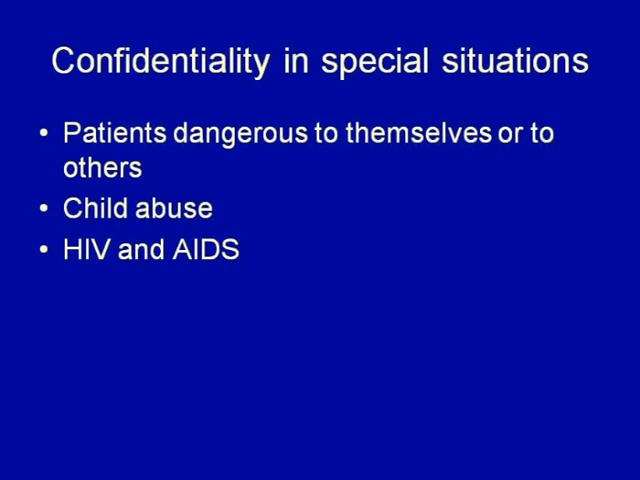 Confidentiality in special situations
• Patients dangerous to themselves or to
others
• Child abuse
• HIV and AIDS